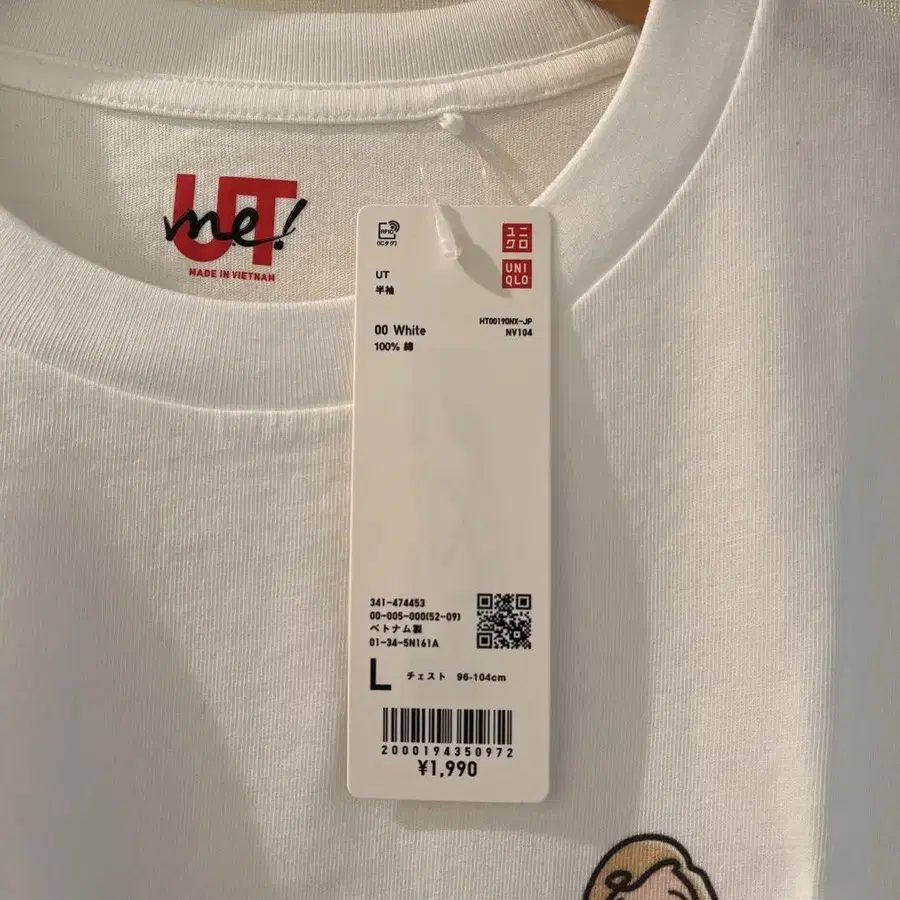 UT
me!
MADE IN VIETNAM
RFID
(ICタグ)
ユニ
クロ
UNI
QLO
UT
半袖
00 White
100% 綿
HT00190NX-JP
NV104
341-474453
00-005-000(52-09)
ベトナム製
01-34-5N161A
L チェスト 96-104cm
2000194350972
¥1,990